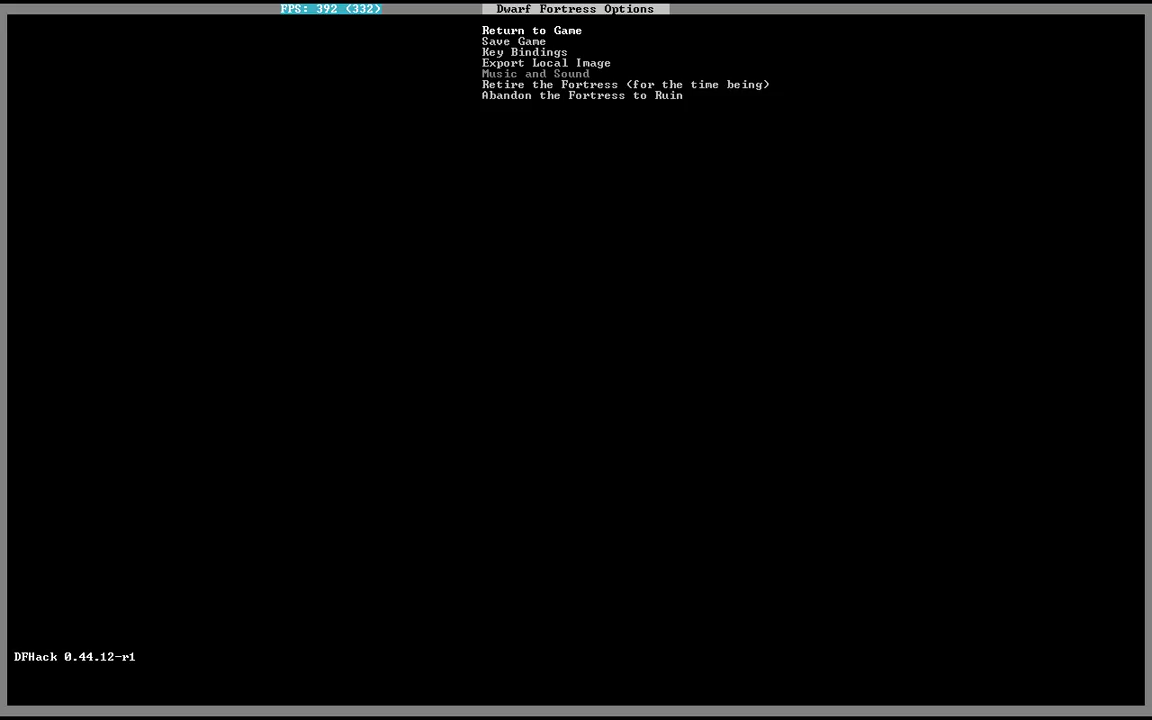 FPS: 392 (332)
Dwarf Fortress Options
Return to Game
Save Game
Key Bindings
Export Local Image
Music and Sound
Retire the Fortress (for the time being)
Abandon the Fortress to Ruin
DFHack 0.44.12-r1